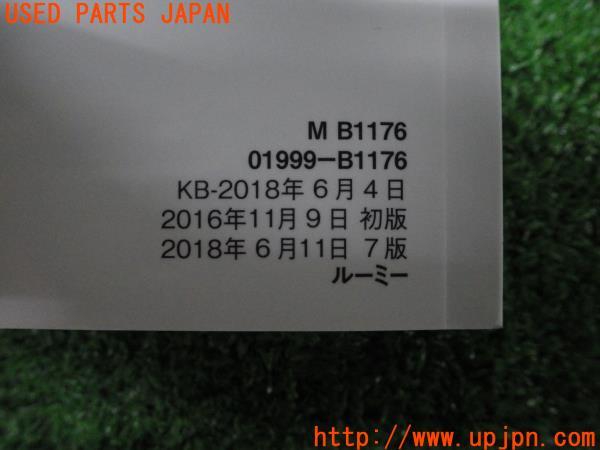 USED PARTS JAPAN
M B1176
01999-B1176
KB-2018年 6月 4日
2016年11月 9日 初版
2018年 6月11日 7版
ルーミー
http://www.upjpn.com/